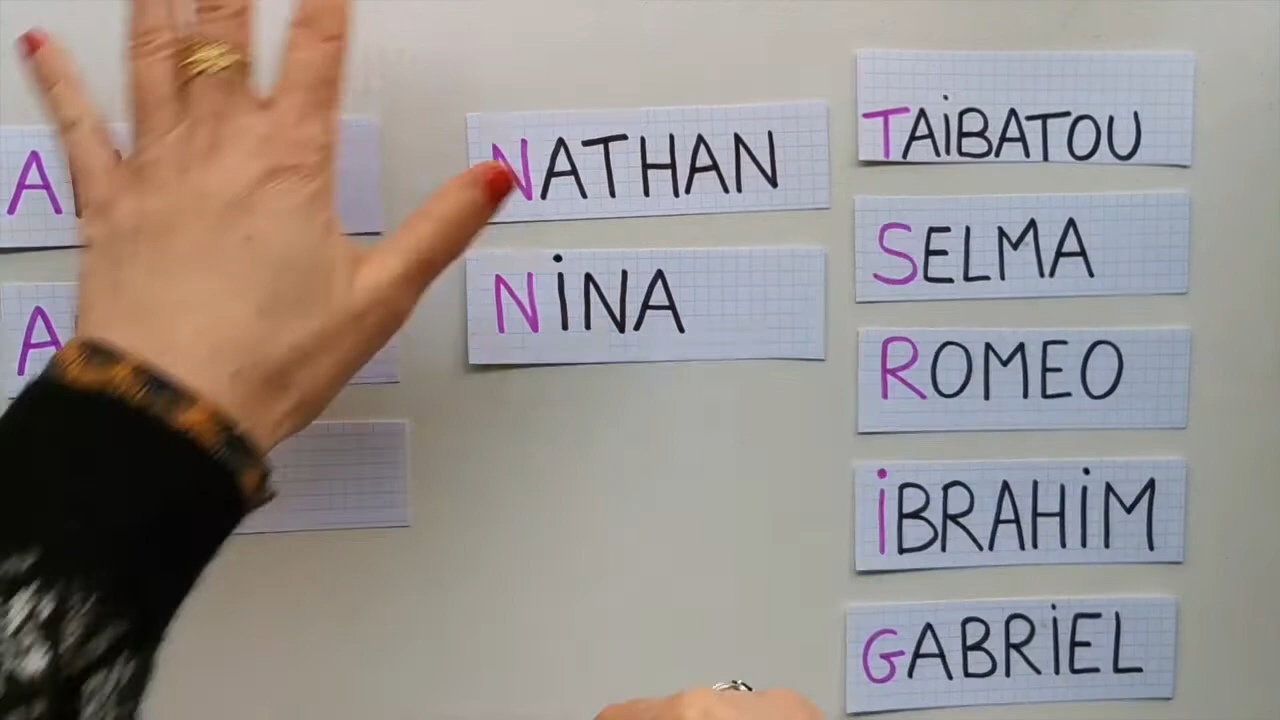 A
A
NATHAN
NiNA
TAiBATOU
SELMA
ROMEO
iBRAHiM
GABRiEL